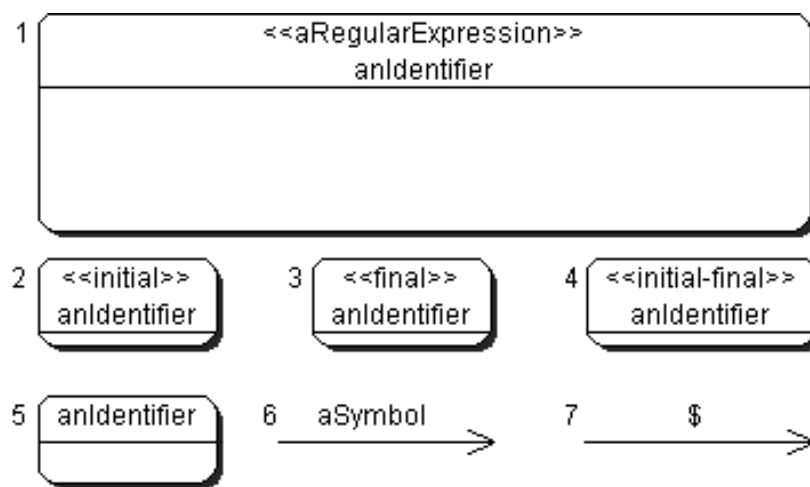 1 <<aRegularExpression>>
anIdentifier
2 <<initial>> 3 <<final>> 4 <<initial-final>>
anIdentifier anIdentifier anIdentifier
5 anIdentifier 6 aSymbol 7 $